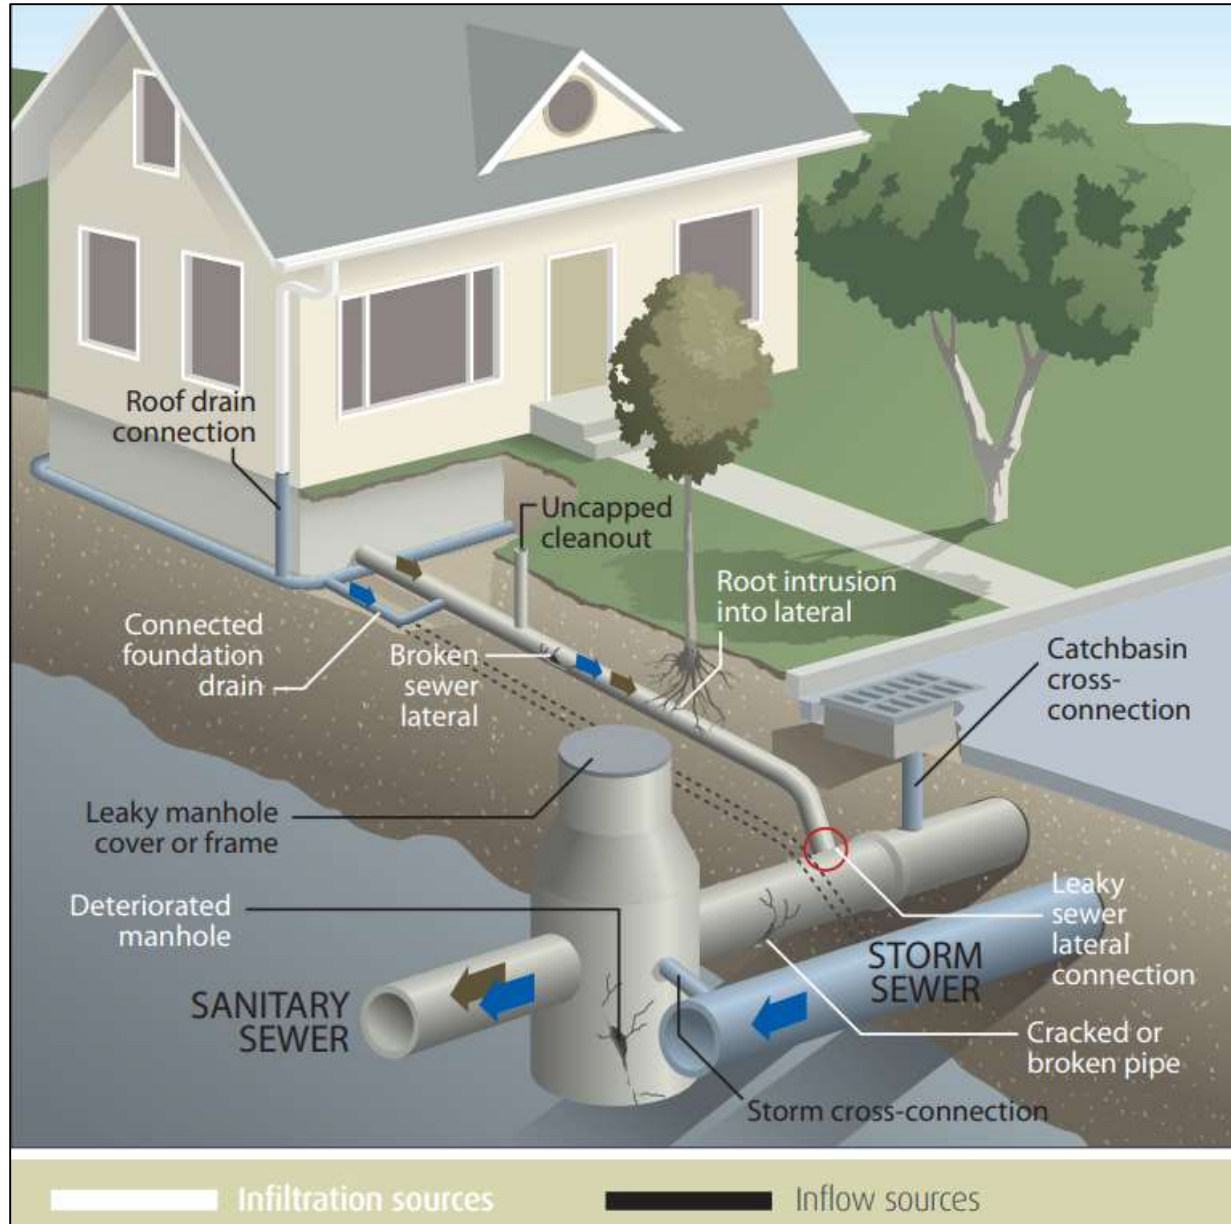 Roof drain
connection
Uncapped
cleanout
Root intrusion
into lateral
Connected
foundation
drain
Broken
sewer
lateral
Catchbasin
cross-
connection
Leaky manhole
cover or frame
Deteriorated
manhole
Leaky
sewer
lateral
connection
STORM
SEWER
SANITARY
SEWER
Cracked or
broken pipe
Storm cross-connection
Infiltration sources
Inflow sources